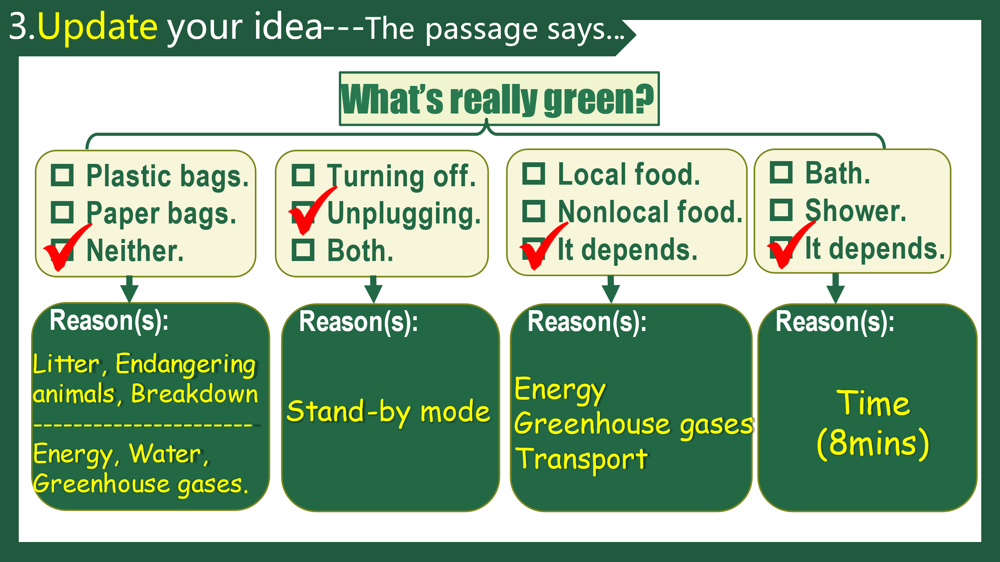 3.Update your idea---The passage says...
What's really green?
Plastic bags.
Paper bags.
Neither.
Turning off.
Unplugging.
Both.
Local food.
Nonlocal food.
It depends.
Bath.
Shower.
It depends.
Reason(s):
Litter, Endangering
animals, Breakdown
-----------------------
Energy, Water,
Greenhouse gases.
Reason(s):
Stand-by mode
Reason(s):
Energy
Greenhouse gases
Transport
Reason(s):
Time
(8mins)